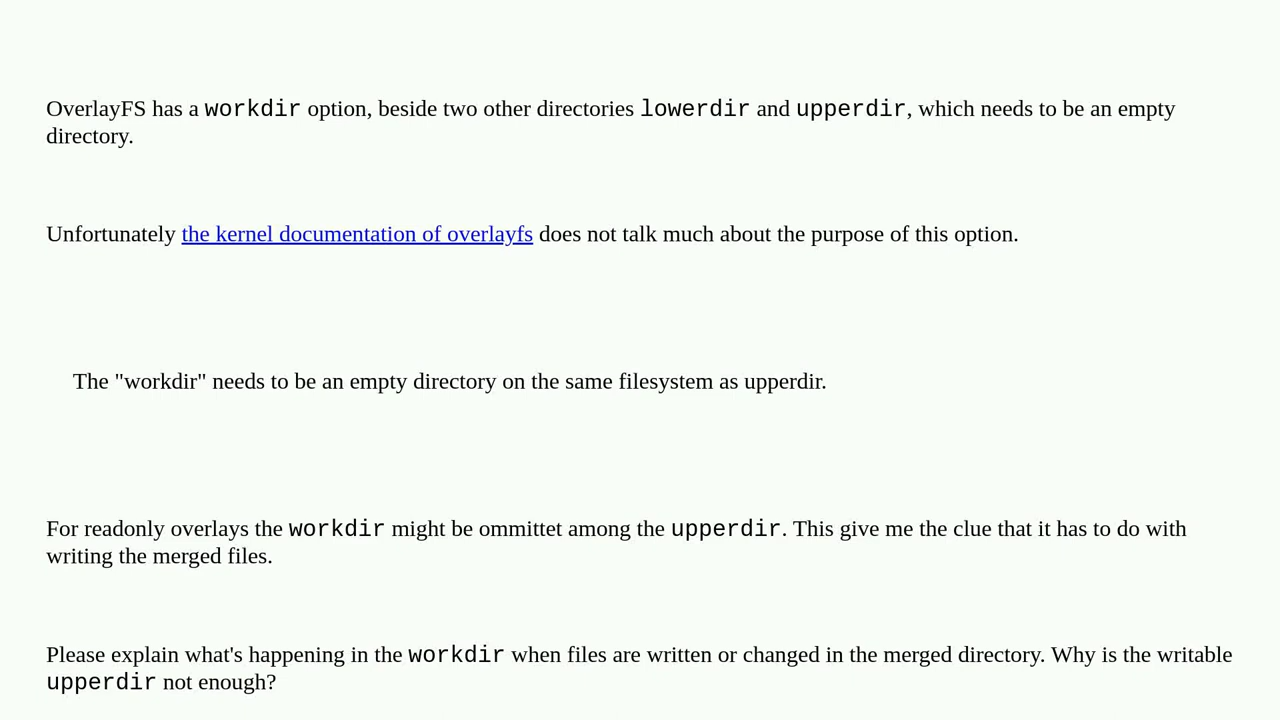 OverlayFS has a workdir option, beside two other directories lowerdir and upperdir, which needs to be an empty
directory.
Unfortunately the kernel documentation of overlayfs does not talk much about the purpose of this option.
The "workdir" needs to be an empty directory on the same filesystem as upperdir.
For readonly overlays the workdir might be ommittet among the upperdir. This give me the clue that it has to do with
writing the merged files.
Please explain what's happening in the workdir when files are written or changed in the merged directory. Why is the writable
upperdir not enough?